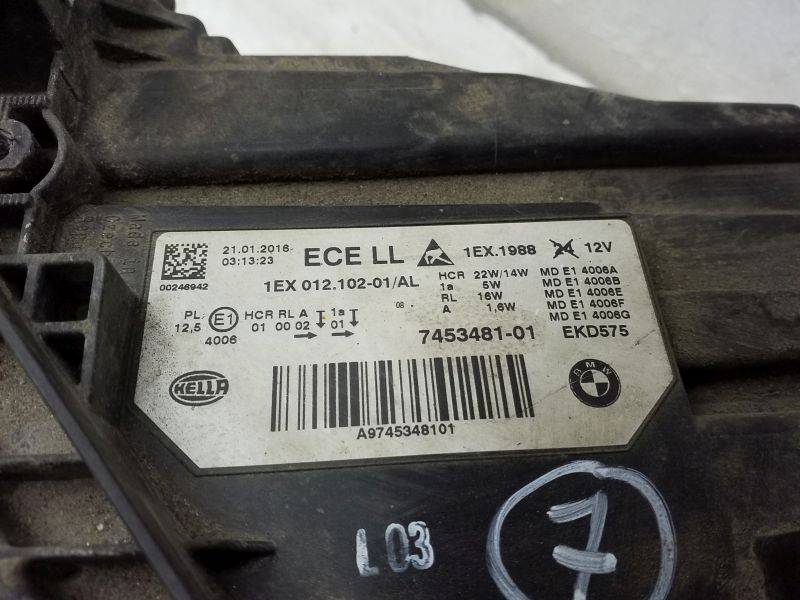 21.01.2016
03:13:23
00246942
ECE LL
1EX.1988 24 12V
1EX 012.102-01/AL
HCR 22W/14W
1a 5W
RL 16W
A 1,6W
MD E1 4006A
MD E1 4006B
MD E1 4006E
MD E1 4006F
MD E1 4006G
08
PL
12,5
E1
4006
HCR RL A 1a
01 00 02 01
7453481-01 EKD575
HELLA
BMW
A9745348101
L03
7